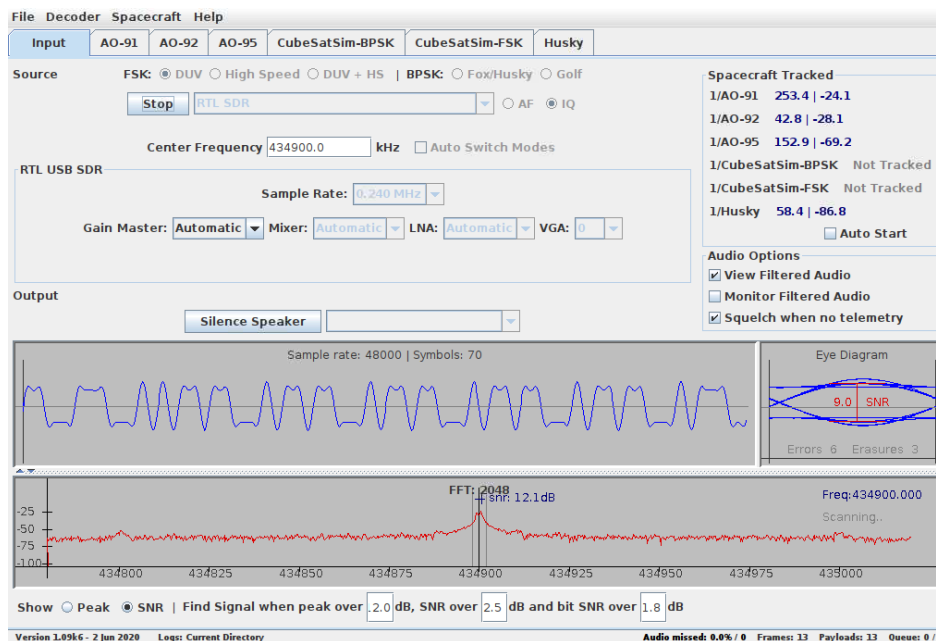 File Decoder Spacecraft Help
Input AO-91 AO-92 AO-95 CubeSatSim-BPSK CubeSatSim-FSK Husky
Source FSK: DUV High Speed DUV + HS | BPSK: Fox/Husky Golf
Stop RTL SDR AF IQ
Center Frequency 434900.0 kHz Auto Switch Modes
RTL USB SDR
Sample Rate: 0.240 MHz
Gain Master: Automatic Mixer: Automatic LNA: Automatic VGA: 0
Output
Silence Speaker
Spacecraft Tracked
1/AO-91 253.4 | -24.1
1/AO-92 42.8 | -28.1
1/AO-95 152.9 | -69.2
1/CubeSatSim-BPSK Not Tracked
1/CubeSatSim-FSK Not Tracked
1/Husky 58.4 | -86.8
Auto Start
Audio Options
View Filtered Audio
Monitor Filtered Audio
Squelch when no telemetry
Sample rate: 48000 | Symbols: 70
Eye Diagram
9.0 SNR
Errors 6 Erasures 3
FFT: 2048
snr: 12.1dB
Freq:434900.000
Scanning..
-25
-50
-75
-100
434800 434825 434850 434875 434900 434925 434950 434975 435000
Show Peak SNR | Find Signal when peak over 2.0 dB, SNR over 2.5 dB and bit SNR over 1.8 dB
Version 1.09k6 - 2 Jun 2020 Logs: Current Directory Audio missed: 0.0% / 0 Frames: 13 Payloads: 13 Queue: 0 /